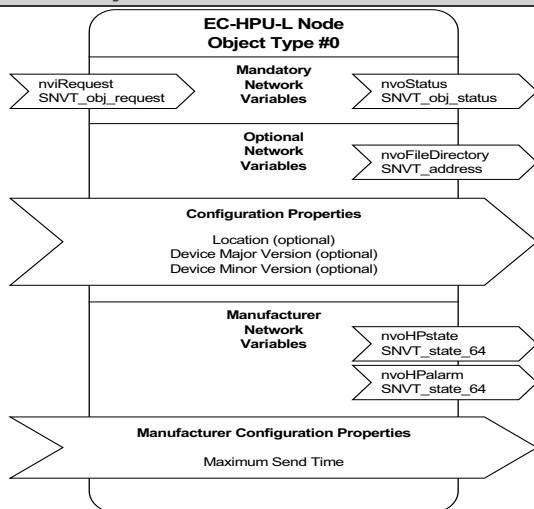 EC-HPU-L Node
Object Type #0
Mandatory
Network
Variables
nviRequest
SNVT_obj_request
nvoStatus
SNVT_obj_status
Optional
Network
Variables
nvoFileDirectory
SNVT_address
Configuration Properties
Location (optional)
Device Major Version (optional)
Device Minor Version (optional)
Manufacturer
Network
Variables
nvoHPstate
SNVT_state_64
nvoHPalarm
SNVT_state_64
Manufacturer Configuration Properties
Maximum Send Time